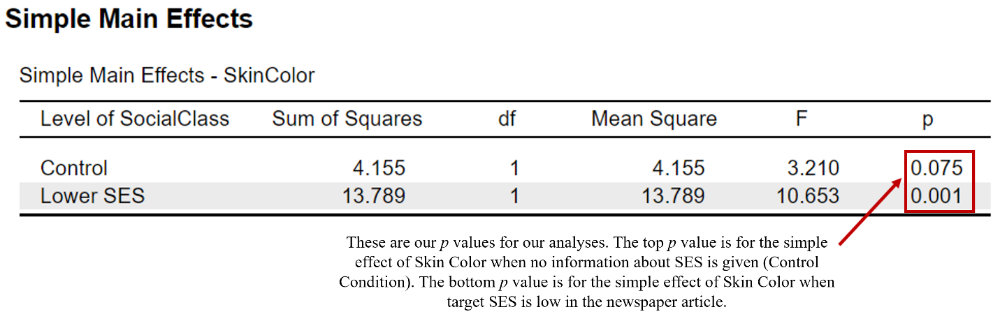 Simple Main Effects
Simple Main Effects - SkinColor
Level of SocialClass Sum of Squares df Mean Square F p
Control 4.155 1 4.155 3.210 0.075
Lower SES 13.789 1 13.789 10.653 0.001
These are our p values for our analyses. The top p value is for the simple
effect of Skin Color when no information about SES is given (Control
Condition). The bottom p value is for the simple effect of Skin Color when
target SES is low in the newspaper article.